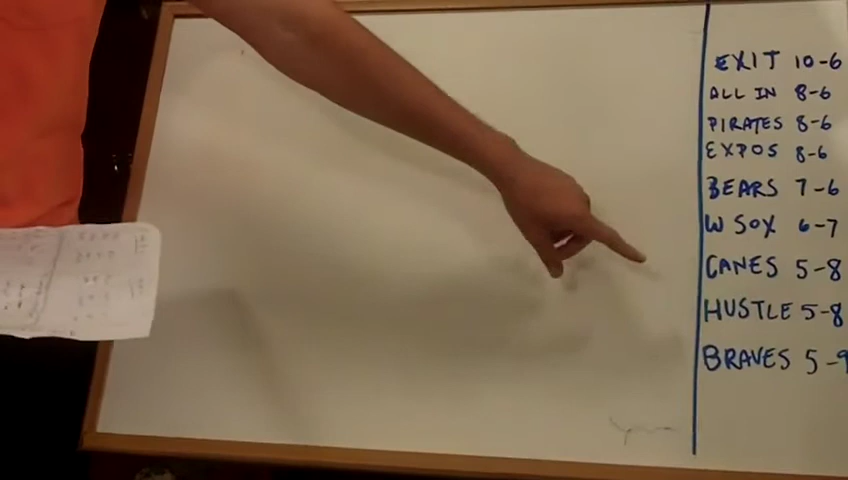 EXIT 10-6
ALL IN 8-6
PIRATES 8-6
EXPOS 8-6
BEARS 7-6
W SOX 6-7
CANES 5-8
HUSTLE 5-8
BRAVES 5-9